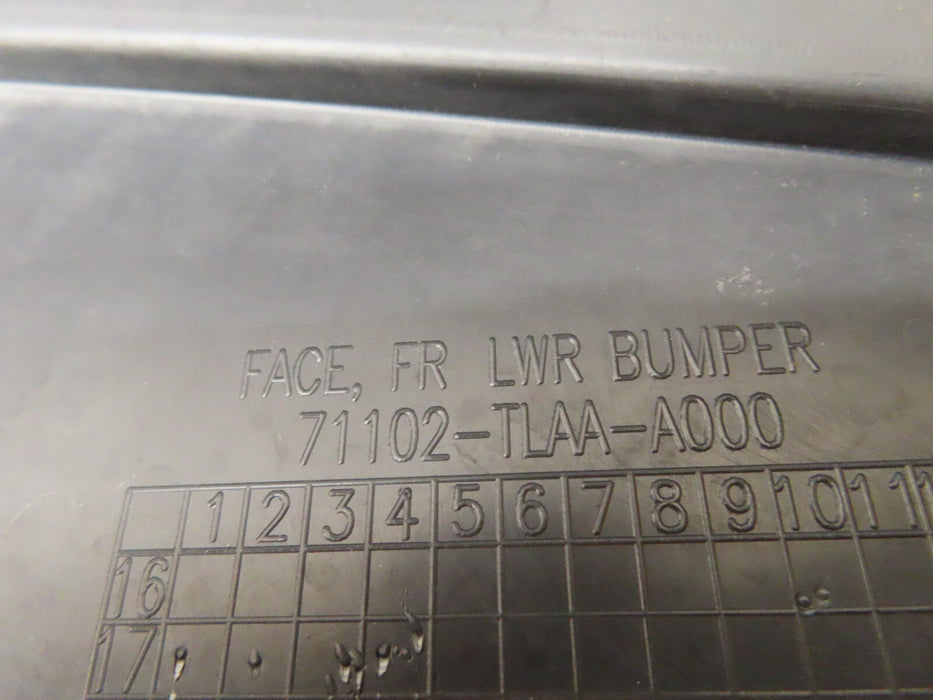 FACE, FR LWR BUMPER
71102-TLAA-A000
1 2 3 4 5 6 7 8 9 10 11
16
17